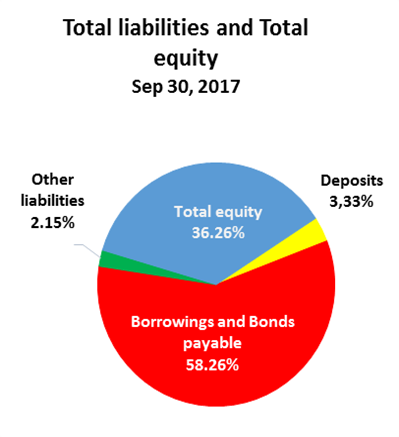 Total liabilities and Total
equity
Sep 30, 2017
Other
liabilities
2.15%
Total equity
36.26%
Deposits
3,33%
Borrowings and Bonds
payable
58.26%